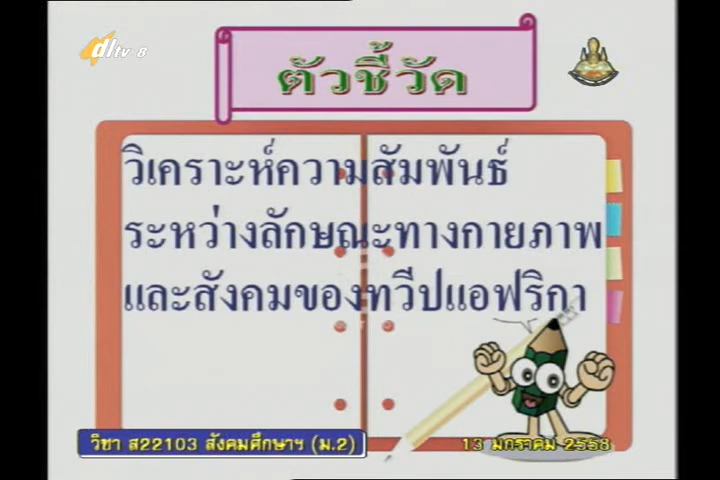 dltv 8
ตัวชี้วัด
วิเคราะห์ความสัมพันธ์
ระหว่างลักษณะทางกายภาพ
และสังคมของทวีปแอฟริกา
วิชา ส22103 สังคมศึกษาฯ (ม.2)
13 มกราคม 2558